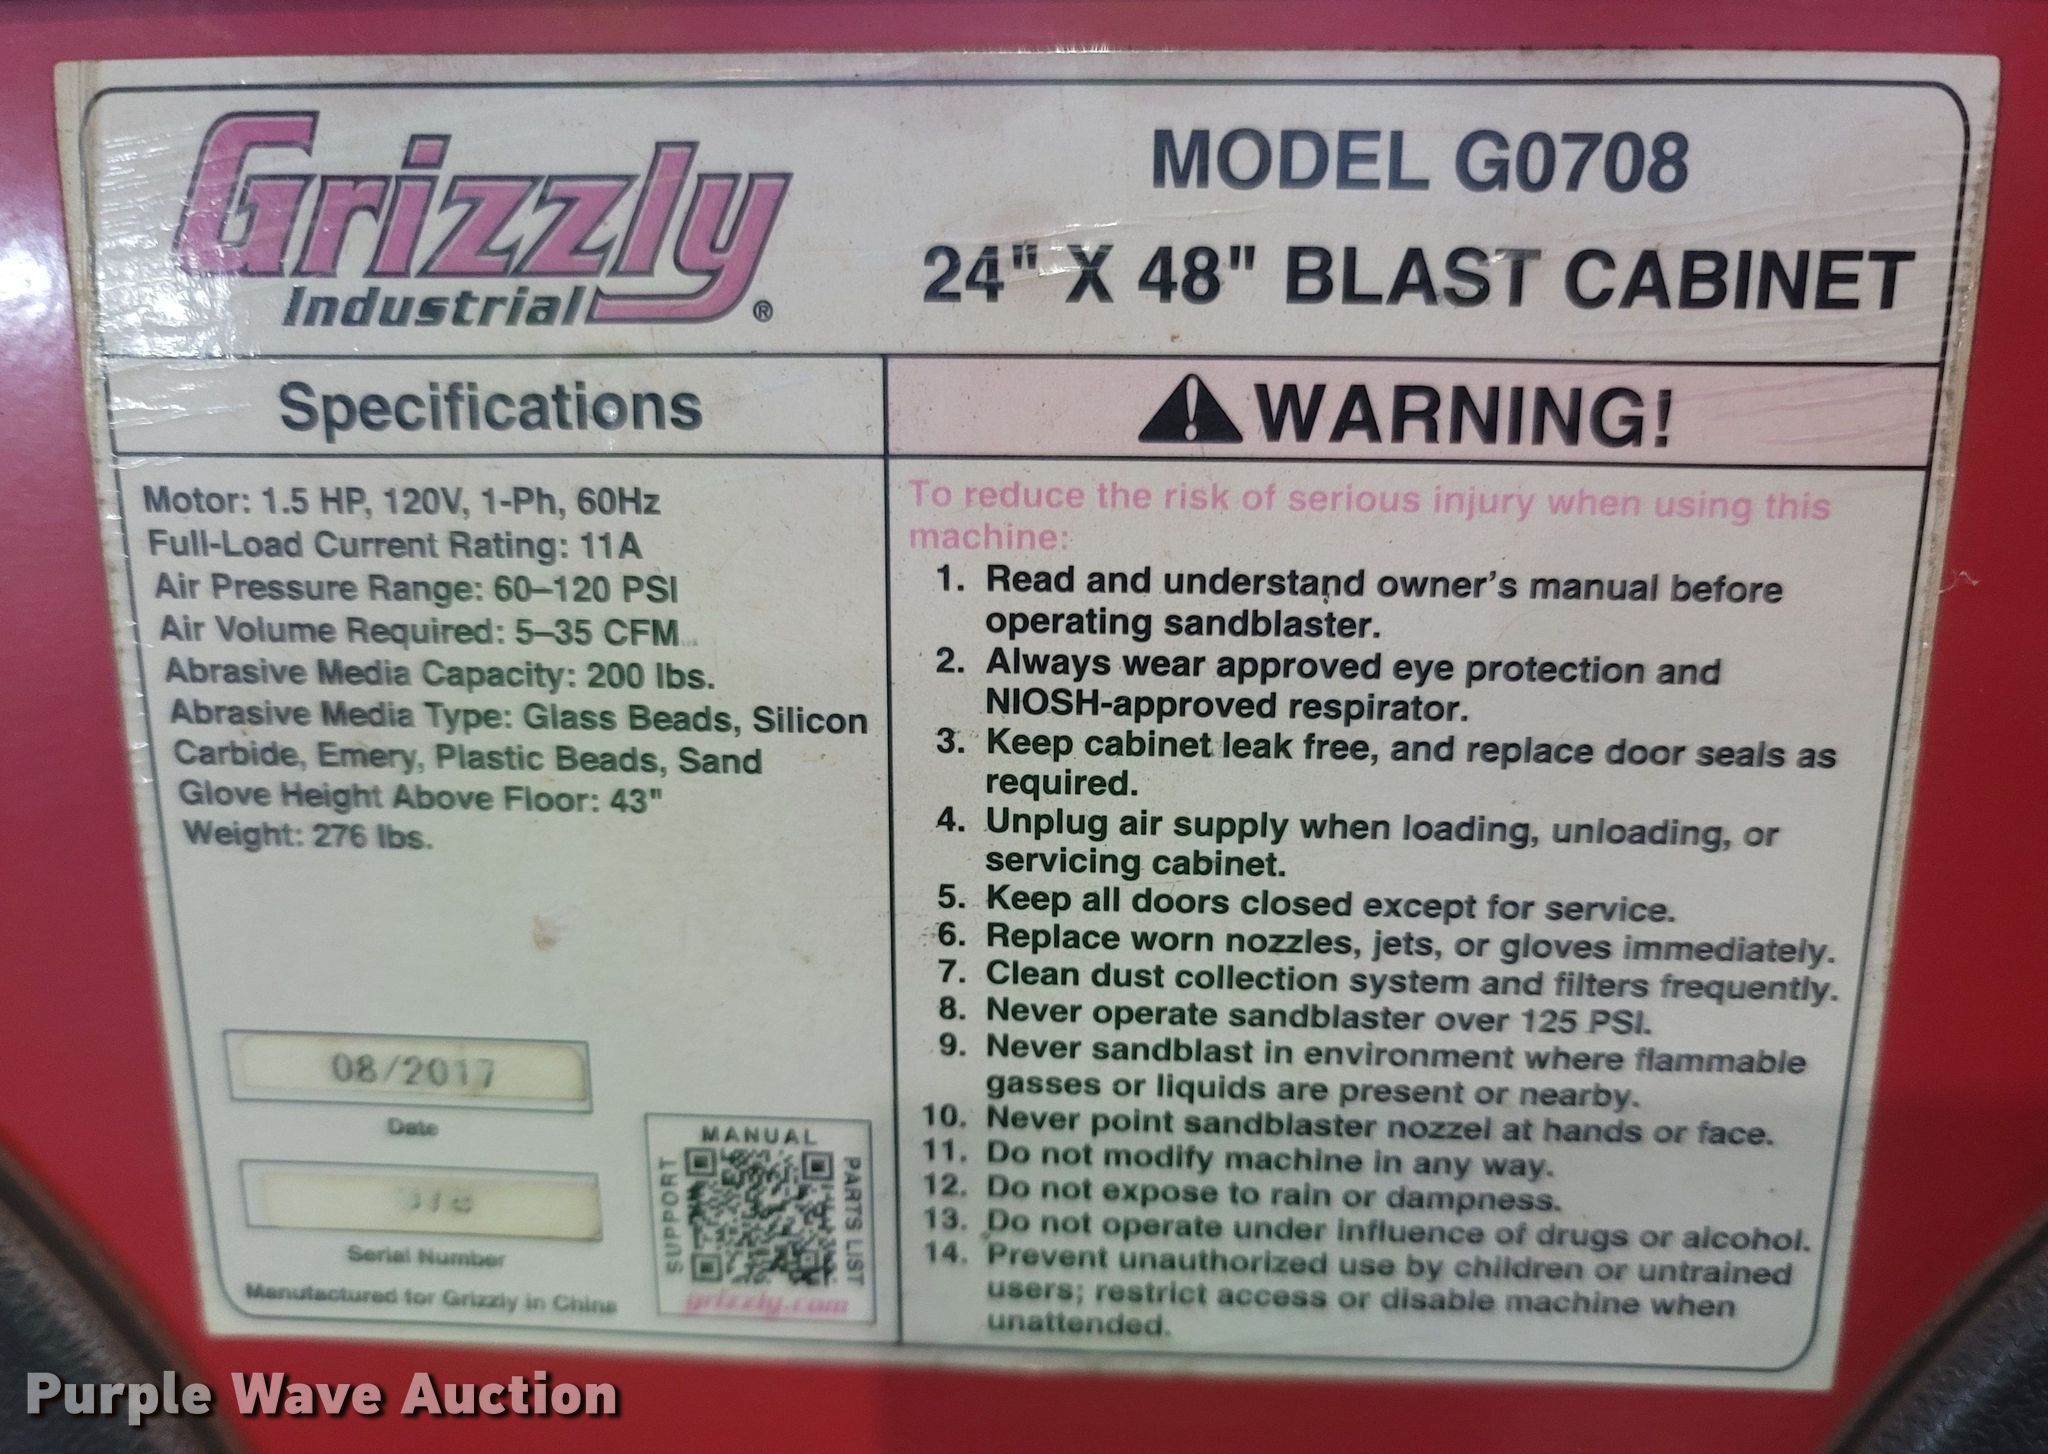 Grizzly
Industrial ®
MODEL G0708
24" X 48" BLAST CABINET
Specifications
Motor: 1.5 HP, 120V, 1-Ph, 60Hz
Full-Load Current Rating: 11A
Air Pressure Range: 60–120 PSI
Air Volume Required: 5–35 CFM
Abrasive Media Capacity: 200 lbs.
Abrasive Media Type: Glass Beads, Silicon
Carbide, Emery, Plastic Beads, Sand
Glove Height Above Floor: 43"
Weight: 276 lbs.
08/2017
Date
Serial Number
Manufactured for Grizzly in China
MANUAL
SUPPORT
PARTS LIST
grizzly.com
WARNING!
To reduce the risk of serious injury when using this
machine:
1. Read and understand owner's manual before
operating sandblaster.
2. Always wear approved eye protection and
NIOSH-approved respirator.
3. Keep cabinet leak free, and replace door seals as
required.
4. Unplug air supply when loading, unloading, or
servicing cabinet.
5. Keep all doors closed except for service.
6. Replace worn nozzles, jets, or gloves immediately.
7. Clean dust collection system and filters frequently.
8. Never operate sandblaster over 125 PSI.
9. Never sandblast in environment where flammable
gasses or liquids are present or nearby.
10. Never point sandblaster nozzel at hands or face.
11. Do not modify machine in any way.
12. Do not expose to rain or dampness.
13. Do not operate under influence of drugs or alcohol.
14. Prevent unauthorized use by children or untrained
users; restrict access or disable machine when
unattended.
Purple Wave Auction